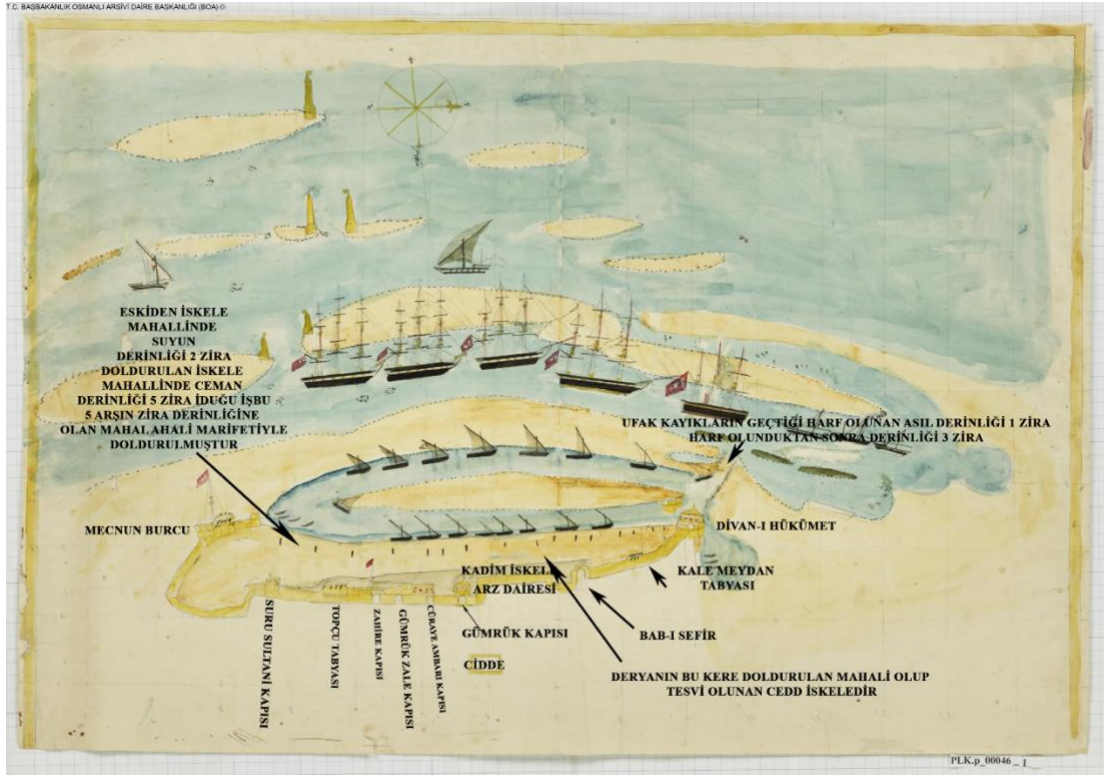 T.C. BAŞBAKANLIK OSMANLI ARŞİVİ DAİRE BAŞKANLIĞI (BOA) ©
ESKİDEN İSKELE
MAHALLİNDE
SUYUN
DERİNLİĞİ 2 ZİRA
DOLDURULAN İSKELE
MAHALLİNDE CEMAN
DERİNLİĞİ 5 ZİRA İDUĞU İŞBU
5 ARŞIN ZİRA DERİNLİĞİNE
OLAN MAHAL AHALİ MARİFETİYLE
DOLDURULMUŞTUR
UFAK KAYIKLARIN GEÇTİĞİ HARF OLUNAN ASIL DERİNLİĞİ 1 ZIRA
HARF OLUNDUKTAN SONRA DERİNLİĞİ 3 ZİRA
MECNUN BURCU
DİVAN-I HÜKÜMET
KADİM İSKELE
ARZ DAİRESİ
KALE MEYDAN
TABYASI
SURU SULTANİ KAPISI
TOPÇU TABYASI
ZAHİRE KAPISI
GÜMRÜK ZALE KAPISI
CÜRAYE AMBARI KAPISI
GÜMRÜK KAPISI
BAB-I SEFİR
CİDDE
DERYANIN BU KERE DOLDURULAN MAHALİ OLUP
TESVİ OLUNAN CEDD İSKELEDİR
PLK.p_00046 _ 1